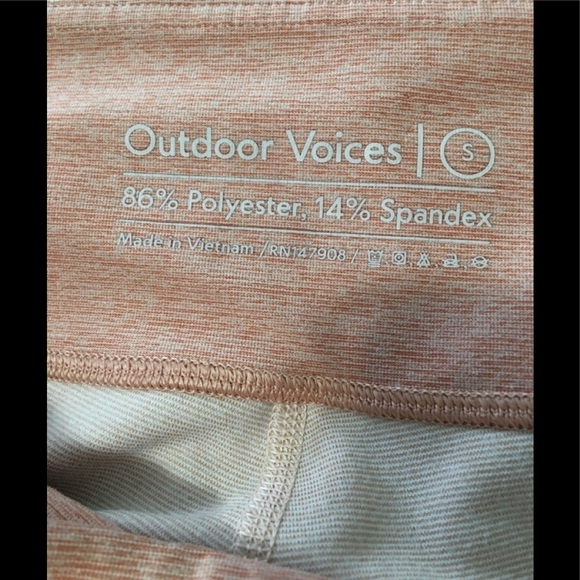 Outdoor Voices | S
86% Polyester, 14% Spandex
Made in Vietnam / RN147908 /